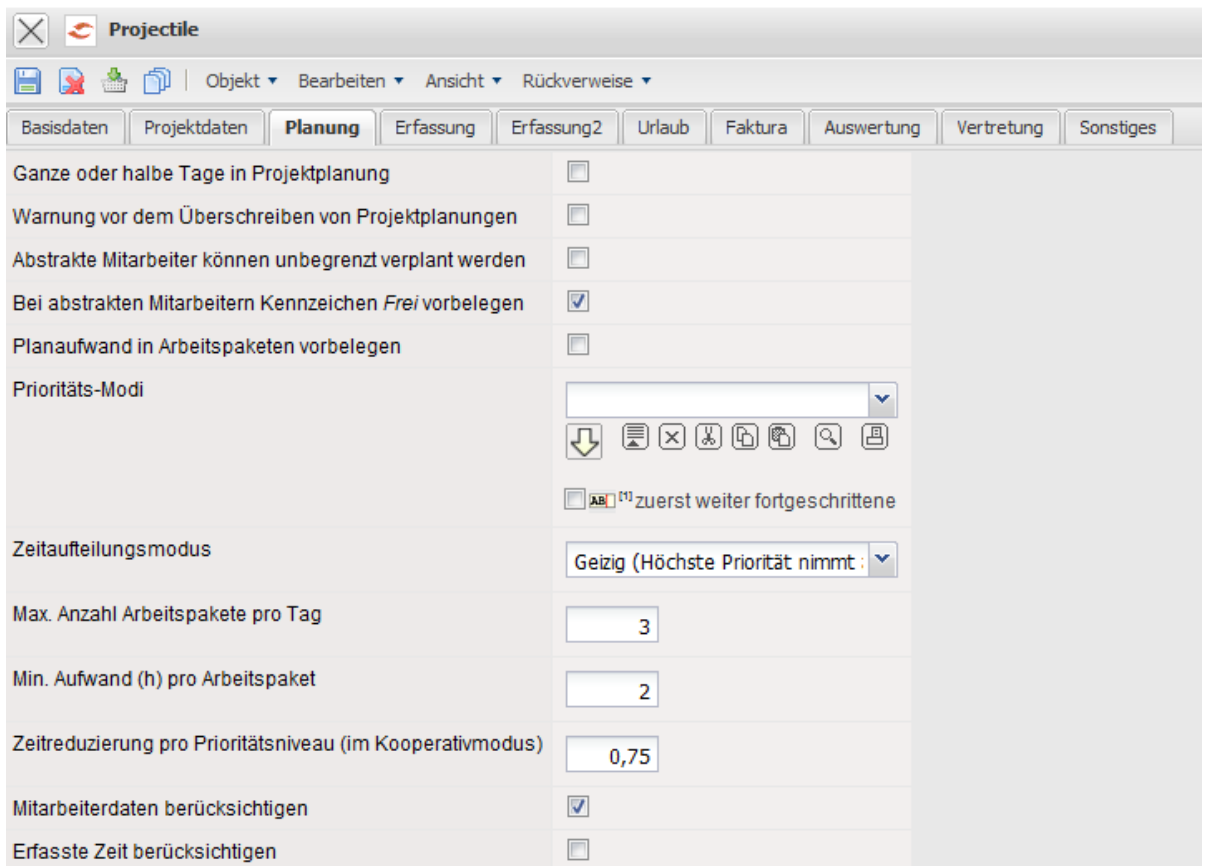 Projectile
Objekt Bearbeiten Ansicht Rückverweise
Basisdaten Projektdaten Planung Erfassung Erfassung2 Urlaub Faktura Auswertung Vertretung Sonstiges
Ganze oder halbe Tage in Projektplanung
Warnung vor dem Überschreiben von Projektplanungen
Abstrakte Mitarbeiter können unbegrenzt verplant werden
Bei abstrakten Mitarbeitern Kennzeichen Frei vorbelegen
Planaufwand in Arbeitspaketen vorbelegen
Prioritäts-Modi
AB [1] zuerst weiter fortgeschrittene
Zeitaufteilungsmodus Geizig (Höchste Priorität nimmt
Max. Anzahl Arbeitspakete pro Tag 3
Min. Aufwand (h) pro Arbeitspaket 2
Zeitreduzierung pro Prioritätsniveau (im Kooperativmodus) 0,75
Mitarbeiterdaten berücksichtigen
Erfasste Zeit berücksichtigen